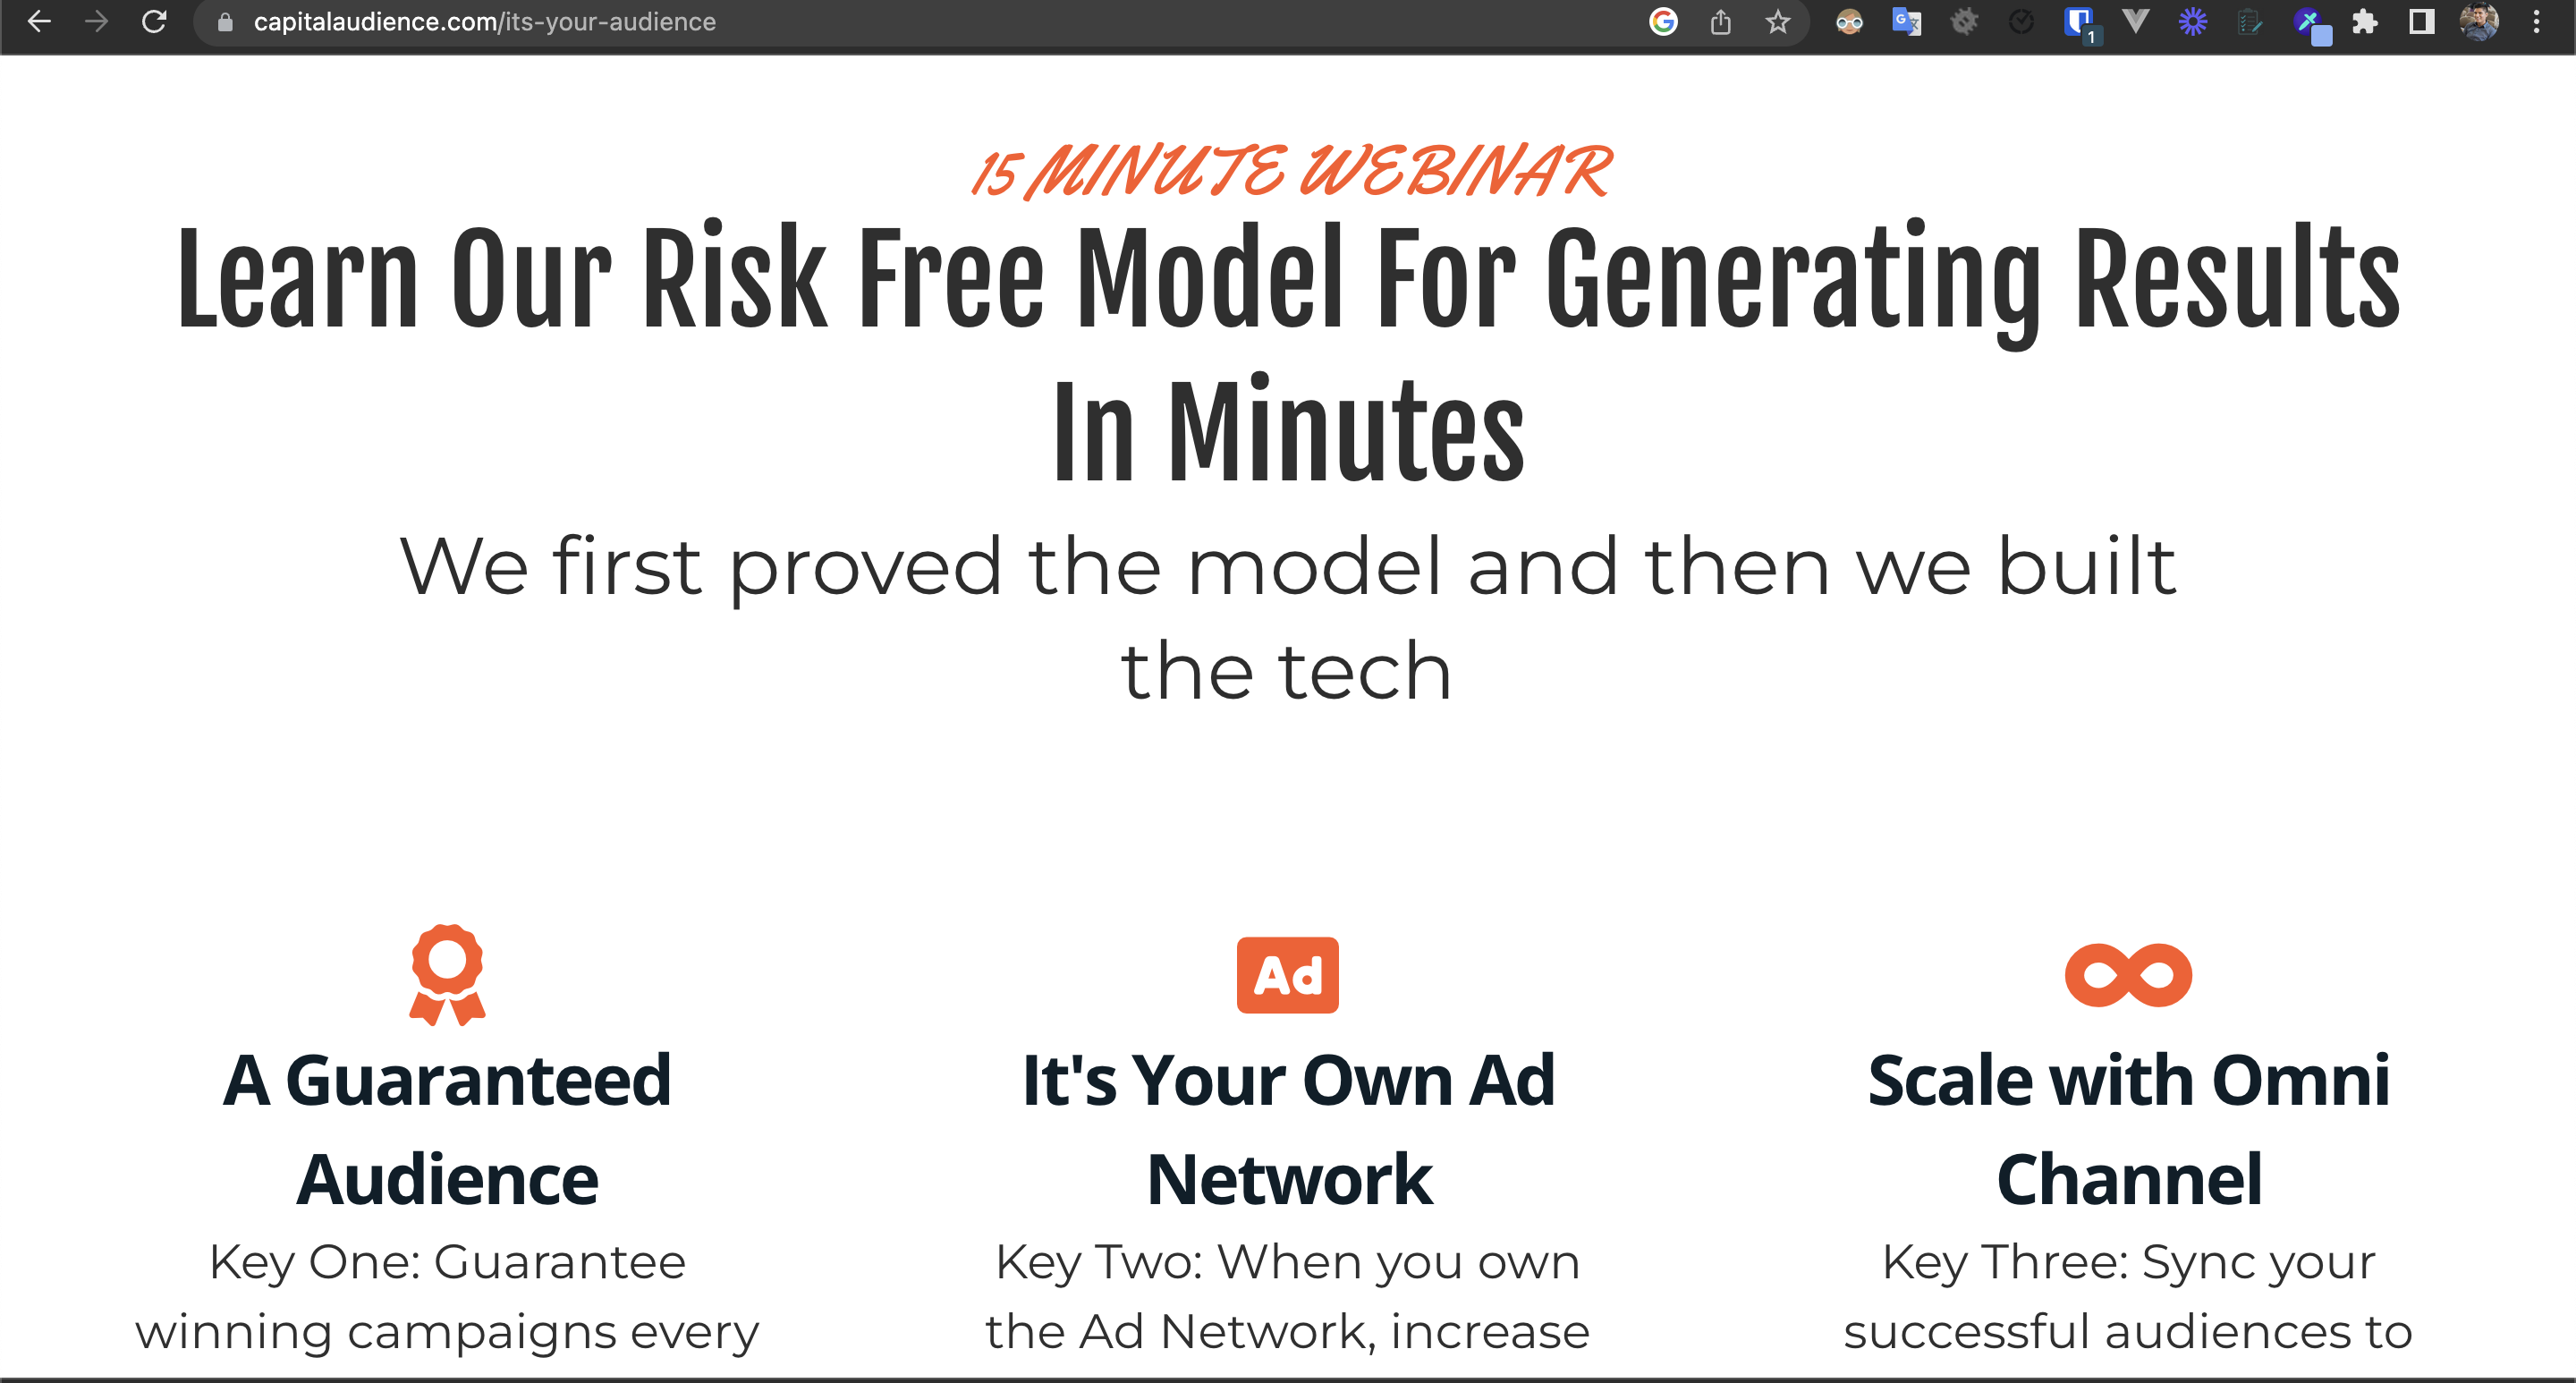 capitalaudience.com/its-your-audience
1
15 MINUTE WEBINAR
Learn Our Risk Free Model For Generating Results
In Minutes
We first proved the model and then we built
the tech
Ad
A Guaranteed
Audience
Key One: Guarantee
winning campaigns every
It's Your Own Ad
Network
Key Two: When you own
the Ad Network, increase
Scale with Omni
Channel
Key Three: Sync your
successful audiences to